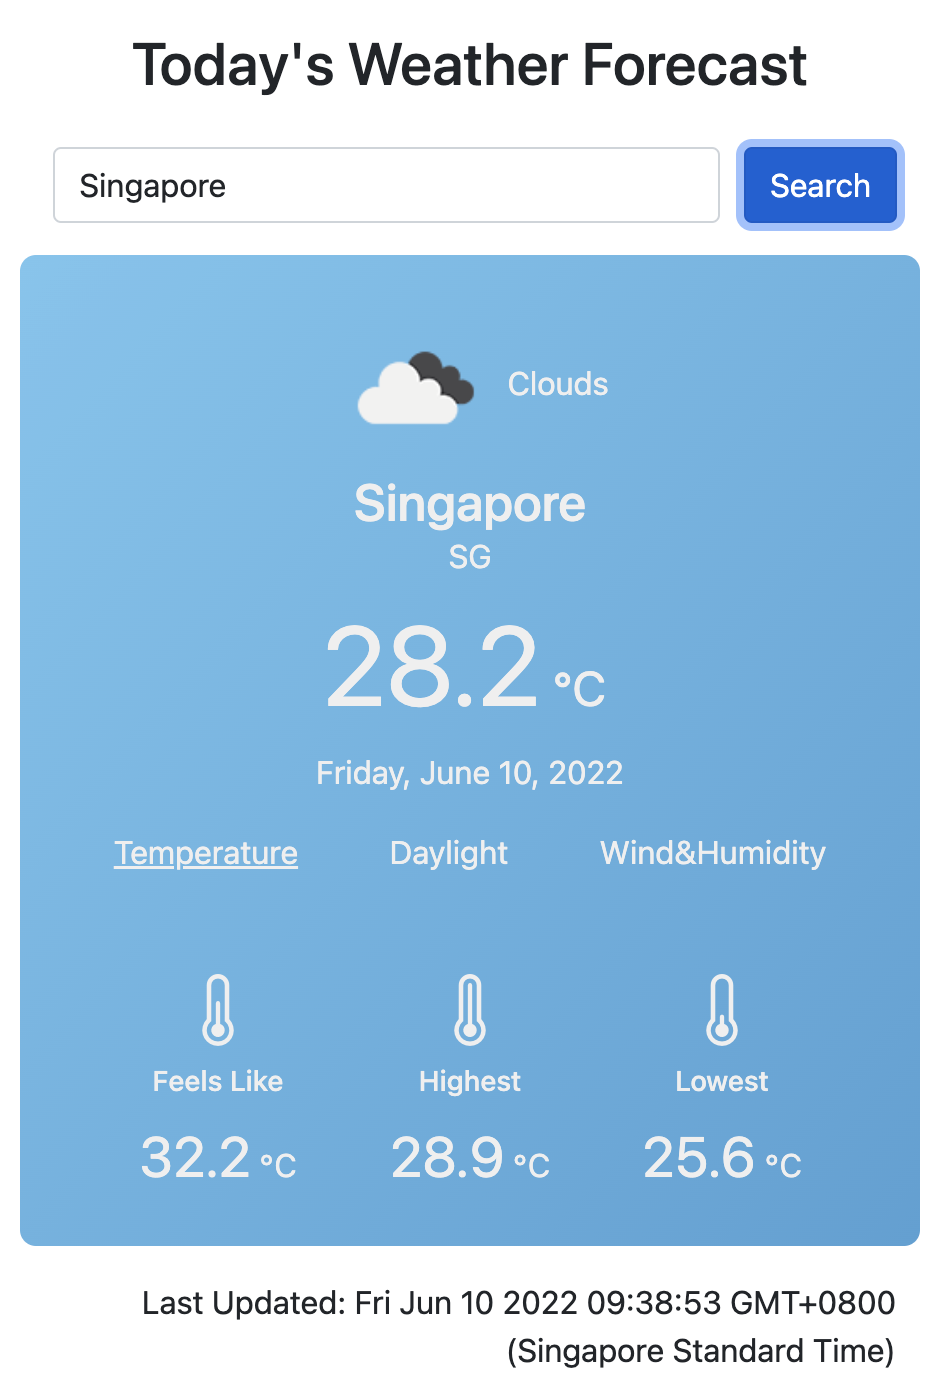 Today's Weather Forecast
Singapore
Search
Clouds
Singapore
SG
28.2 °C
Friday, June 10, 2022
Temperature Daylight Wind&Humidity
Feels Like Highest Lowest
32.2 °C 28.9 °C 25.6 °C
Last Updated: Fri Jun 10 2022 09:38:53 GMT+0800
(Singapore Standard Time)